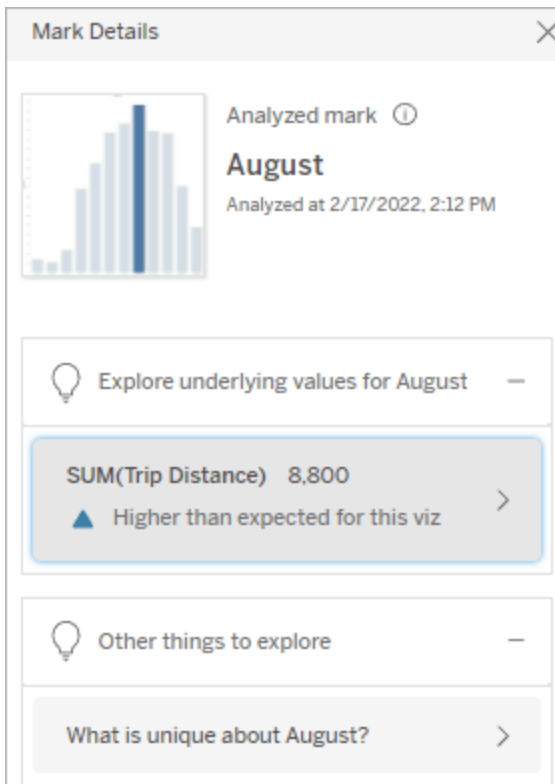 Mark Details
Analyzed mark
August
Analyzed at 2/17/2022, 2:12 PM
Explore underlying values for August
SUM(Trip Distance) 8,800
Higher than expected for this viz
Other things to explore
What is unique about August?